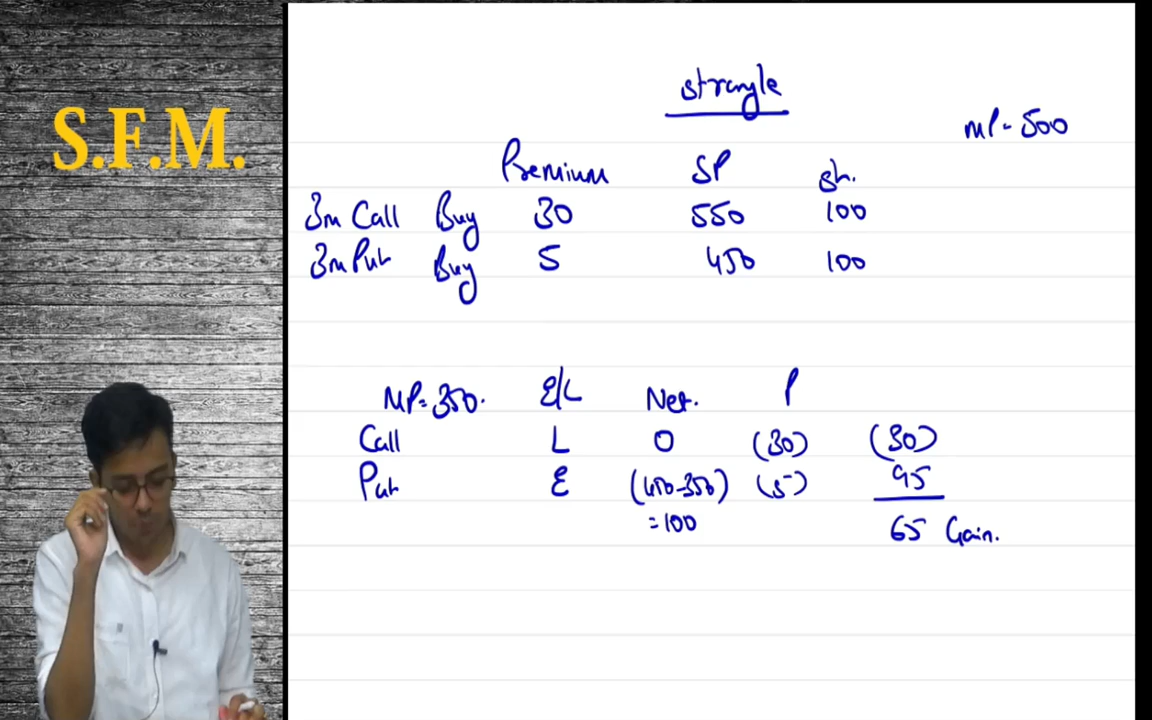 S.F.M.
strangle
MP = 500
Premium SP sh.
3m Call Buy 30 550 100
3m Put Buy 5 450 100
MP = 350. E/L Net. P
Call L 0 (30) (30)
Put E (450-350) (5) 95
=100
65 Gain.